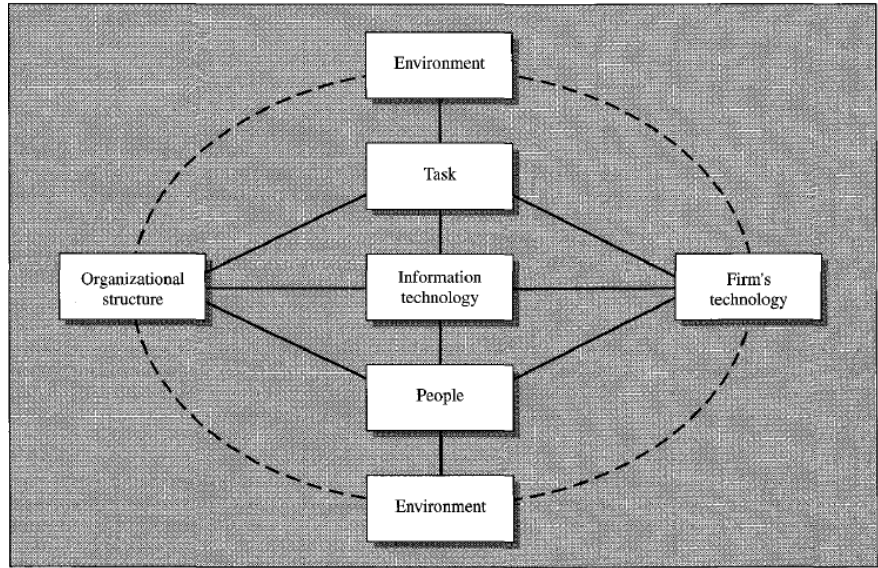 Environment
Task
Organizational
structure
Information
technology
Firm's
technology
People
Environment